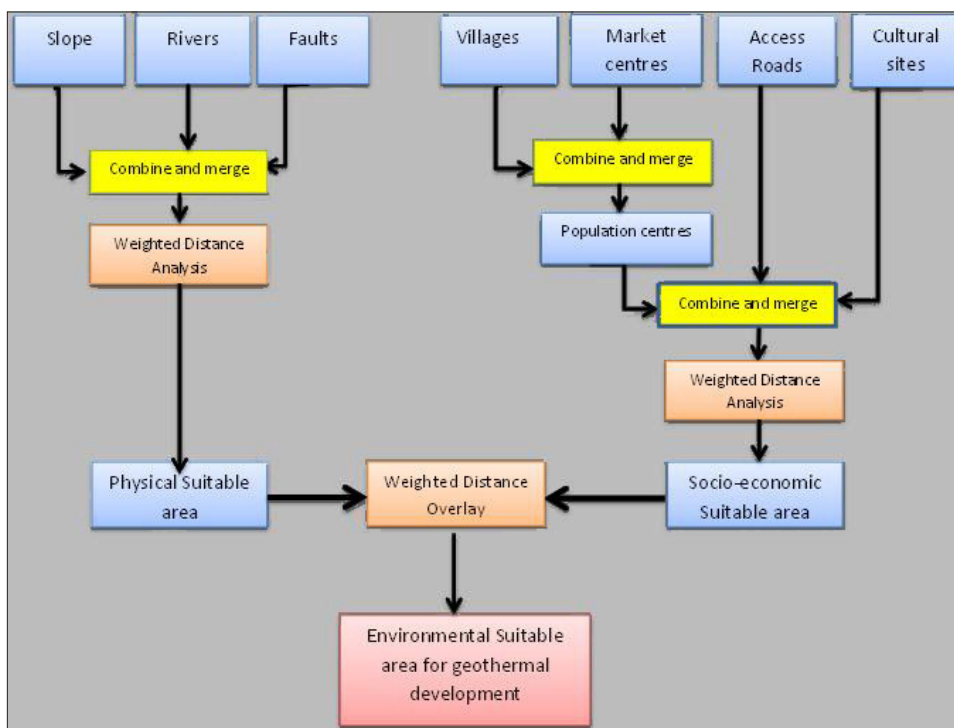 Slope
Rivers
Faults
Villages
Market
centres
Access
Roads
Cultural
sites
Combine and merge
Combine and merge
Weighted Distance
Analysis
Population centres
Combine and merge
Weighted Distance
Analysis
Physical Suitable
area
Weighted Distance
Overlay
Socio-economic
Suitable area
Environmental Suitable
area for geothermal
development